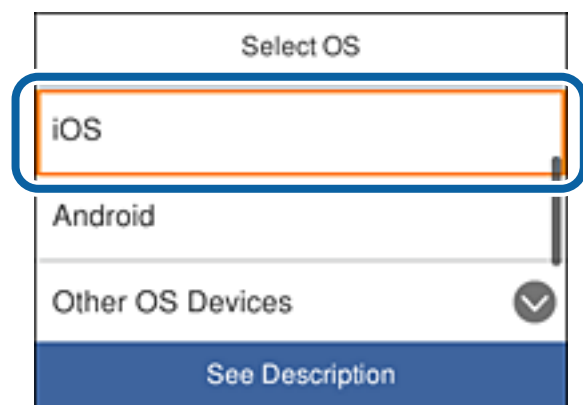 Select OS
iOS
Android
Other OS Devices
See Description